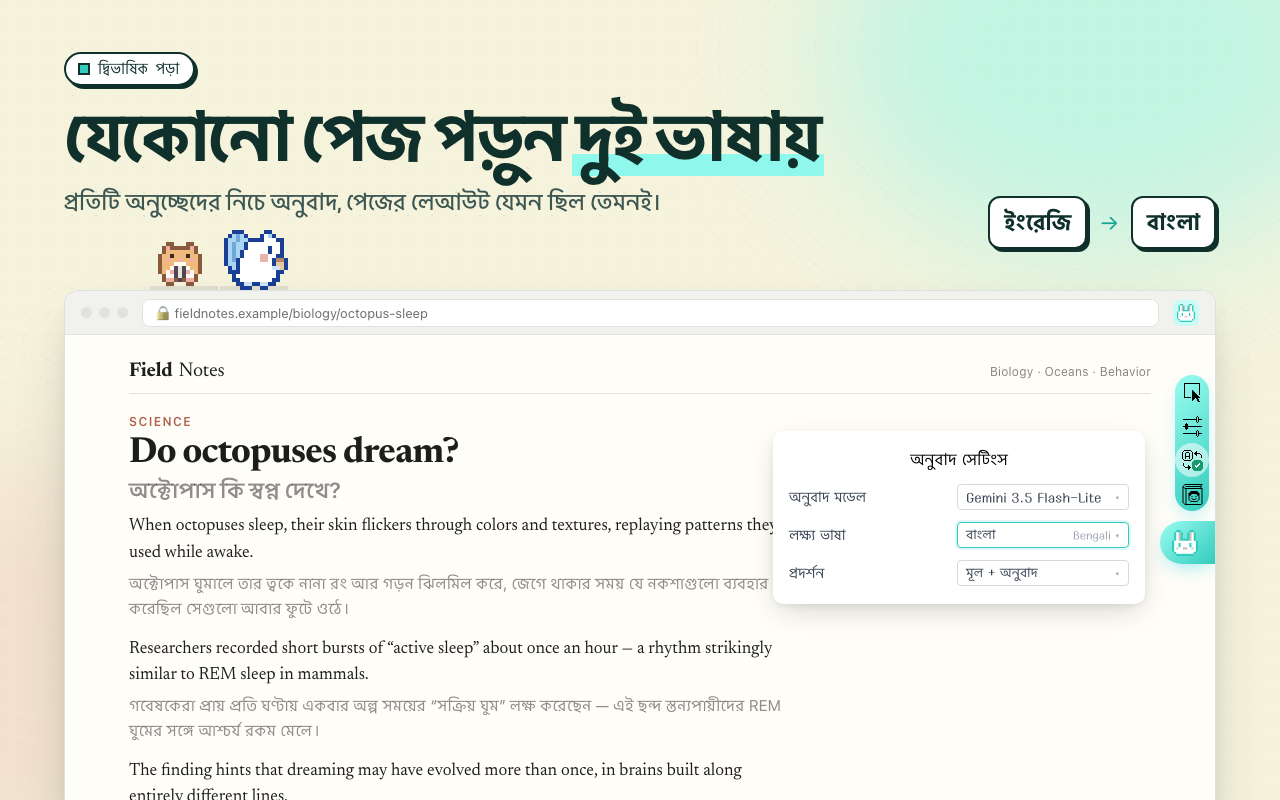 দ্বিভাষিক পড়া
যেকোনো পেজ পড়ুন দুই ভাষায়
প্রতিটি অনুচ্ছেদের নিচে অনুবাদ, পেজের লেআউট যেমন ছিল তেমনই।
ইংরেজি → বাংলা
fieldnotes.example/biology/octopus-sleep
Field Notes
Biology · Oceans · Behavior
SCIENCE
Do octopuses dream?
অক্টোপাস কি স্বপ্ন দেখে?
When octopuses sleep, their skin flickers through colors and textures, replaying patterns they
used while awake.
অক্টোপাস ঘুমালে তার ত্বকে নানা রং আর গড়ন ঝিলমিল করে, জেগে থাকার সময় যে নকশাগুলো ব্যবহার
করেছিল সেগুলো আবার ফুটে ওঠে।
Researchers recorded short bursts of “active sleep” about once an hour — a rhythm strikingly
similar to REM sleep in mammals.
গবেষকেরা প্রায় প্রতি ঘণ্টায় একবার অল্প সময়ের “সক্রিয় ঘুম” লক্ষ করেছেন — এই ছন্দ স্তন্যপায়ীদের REM
ঘুমের সঙ্গে আশ্চর্য রকম মেলে।
The finding hints that dreaming may have evolved more than once, in brains built along
entirely different lines.
অনুবাদ সেটিংস
অনুবাদ মডেল Gemini 3.5 Flash-Lite
লক্ষ্য ভাষা বাংলা Bengali
প্রদর্শন মূল + অনুবাদ